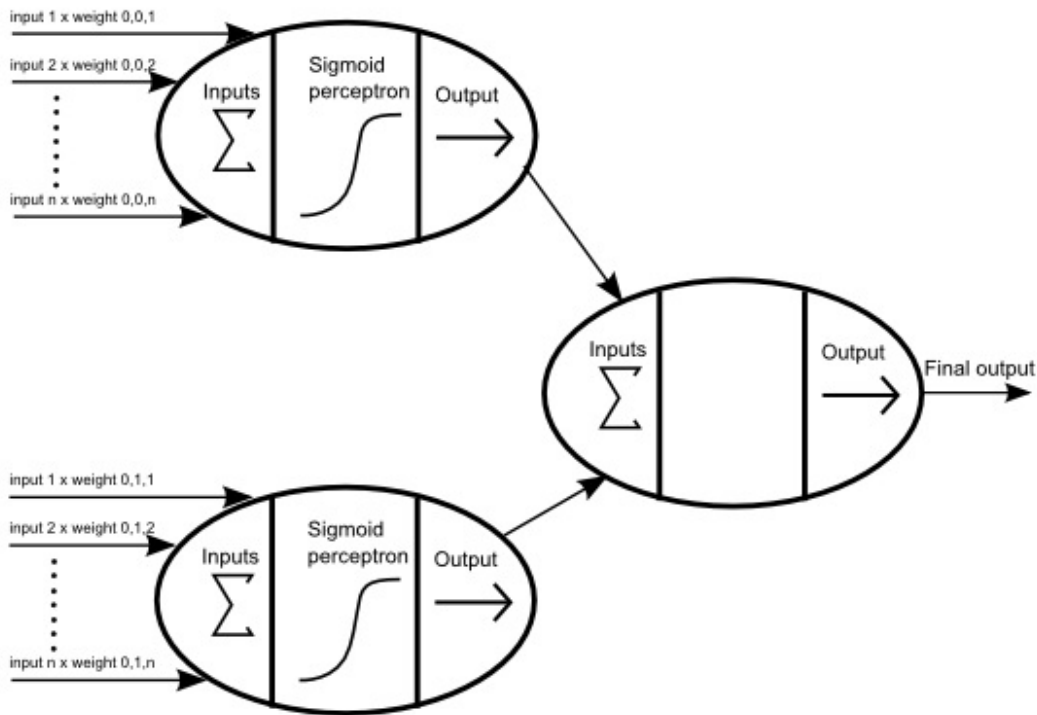 input 1 x weight 0,0,1
input 2 x weight 0,0,2
input n x weight 0,0,n
Inputs
Sigmoid
perceptron
Output
Inputs
Output
Final output
input 1 x weight 0,1,1
input 2 x weight 0,1,2
input n x weight 0,1,n
Inputs
Sigmoid
perceptron
Output